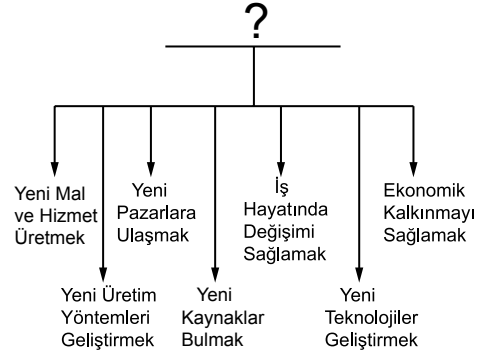 ?
Yeni Mal
ve Hizmet
Üretmek
Yeni
Pazarlara
Ulaşmak
İş
Hayatında
Değişimi
Sağlamak
Ekonomik
Kalkınmayı
Sağlamak
Yeni Üretim
Yöntemleri
Geliştirmek
Yeni
Kaynaklar
Bulmak
Yeni
Teknolojiler
Geliştirmek